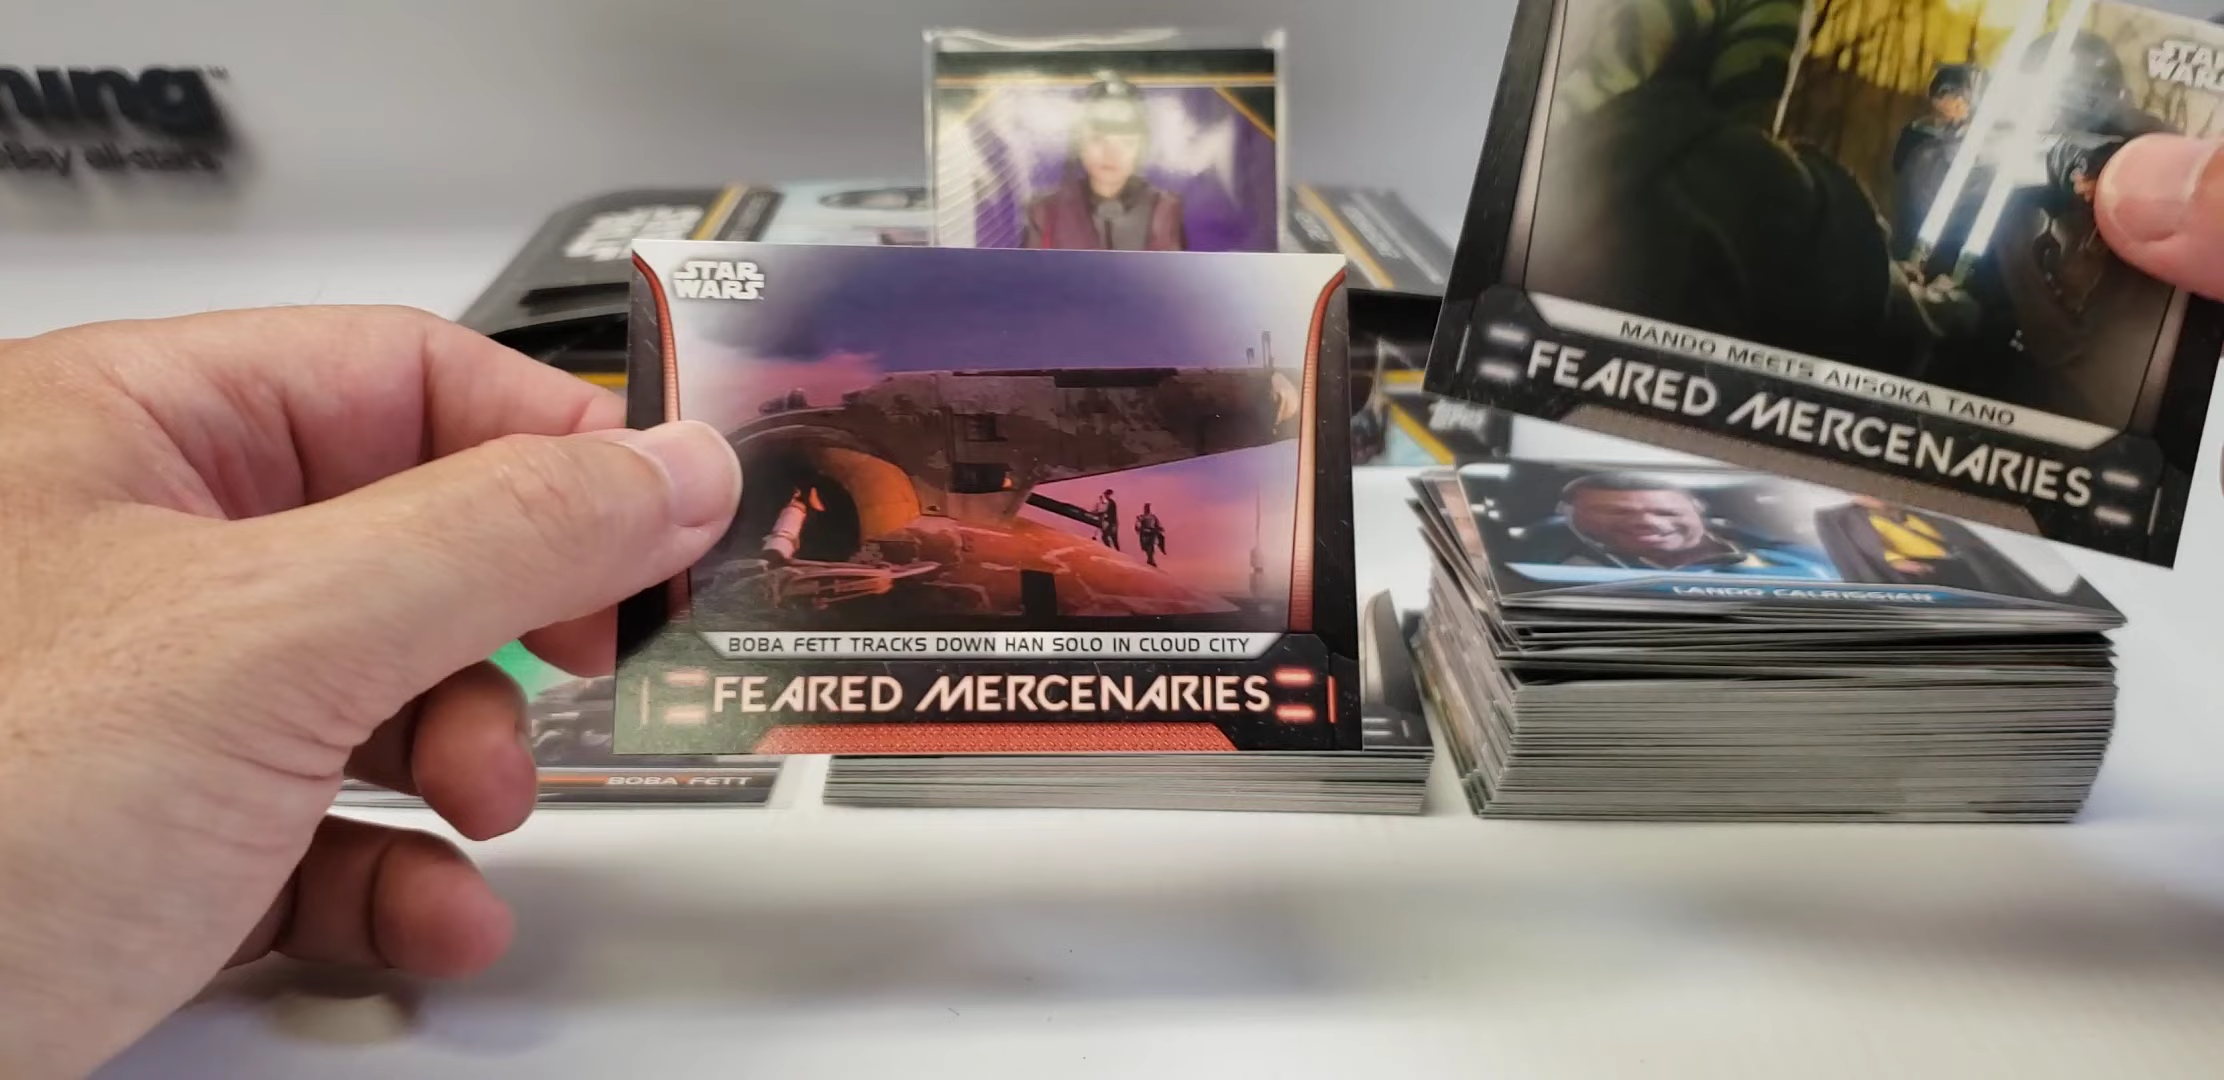 STAR
WARS
BOBA FETT TRACKS DOWN HAN SOLO IN CLOUD CITY
FEARED MERCENARIES
STAR
WARS
MANDO MEETS AHSOKA TANO
FEARED MERCENARIES
LANDO CALRISSIAN
BOBA FETT
topps